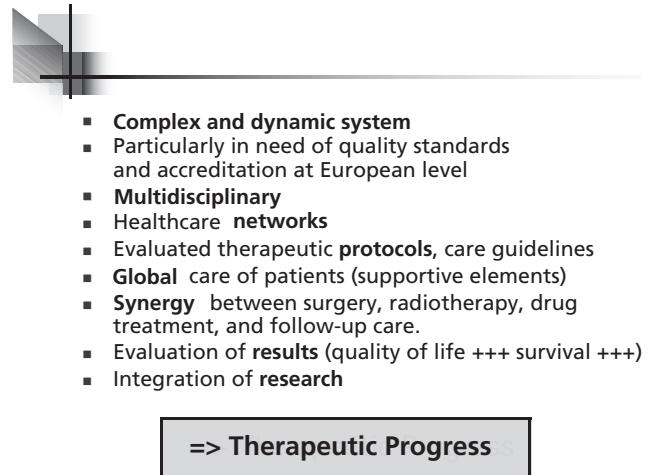 ▪ Complex and dynamic system
▪ Particularly in need of quality standards
and accreditation at European level
▪ Multidisciplinary
▪ Healthcare networks
▪ Evaluated therapeutic protocols, care guidelines
▪ Global care of patients (supportive elements)
▪ Synergy between surgery, radiotherapy, drug
treatment, and follow-up care.
▪ Evaluation of results (quality of life +++ survival +++)
▪ Integration of research
=> Therapeutic Progress